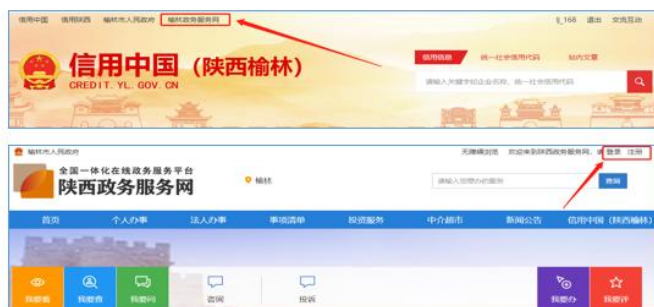 信用中国 信用陕西 榆林市人民政府 榆林政务服务网 lj_168 退出 交流互动
信用中国（陕西榆林）
CREDIT. YL. GOV. CN
信用信息 统一社会信用代码 站内文章
请输入关键字如企业名称、统一社会信用代码
榆林市人民政府 无障碍浏览 欢迎来到陕西政务服务网，请 登录 注册
全国一体化在线政务服务平台
陕西政务服务网
榆林
请输入您想办的服务 查询
首页 个人办事 法人办事 事项清单 投资服务 中介超市 新闻公告 信用中国（陕西榆林）
我要看 我要查 我要问 咨询 投诉 我要办 我要评